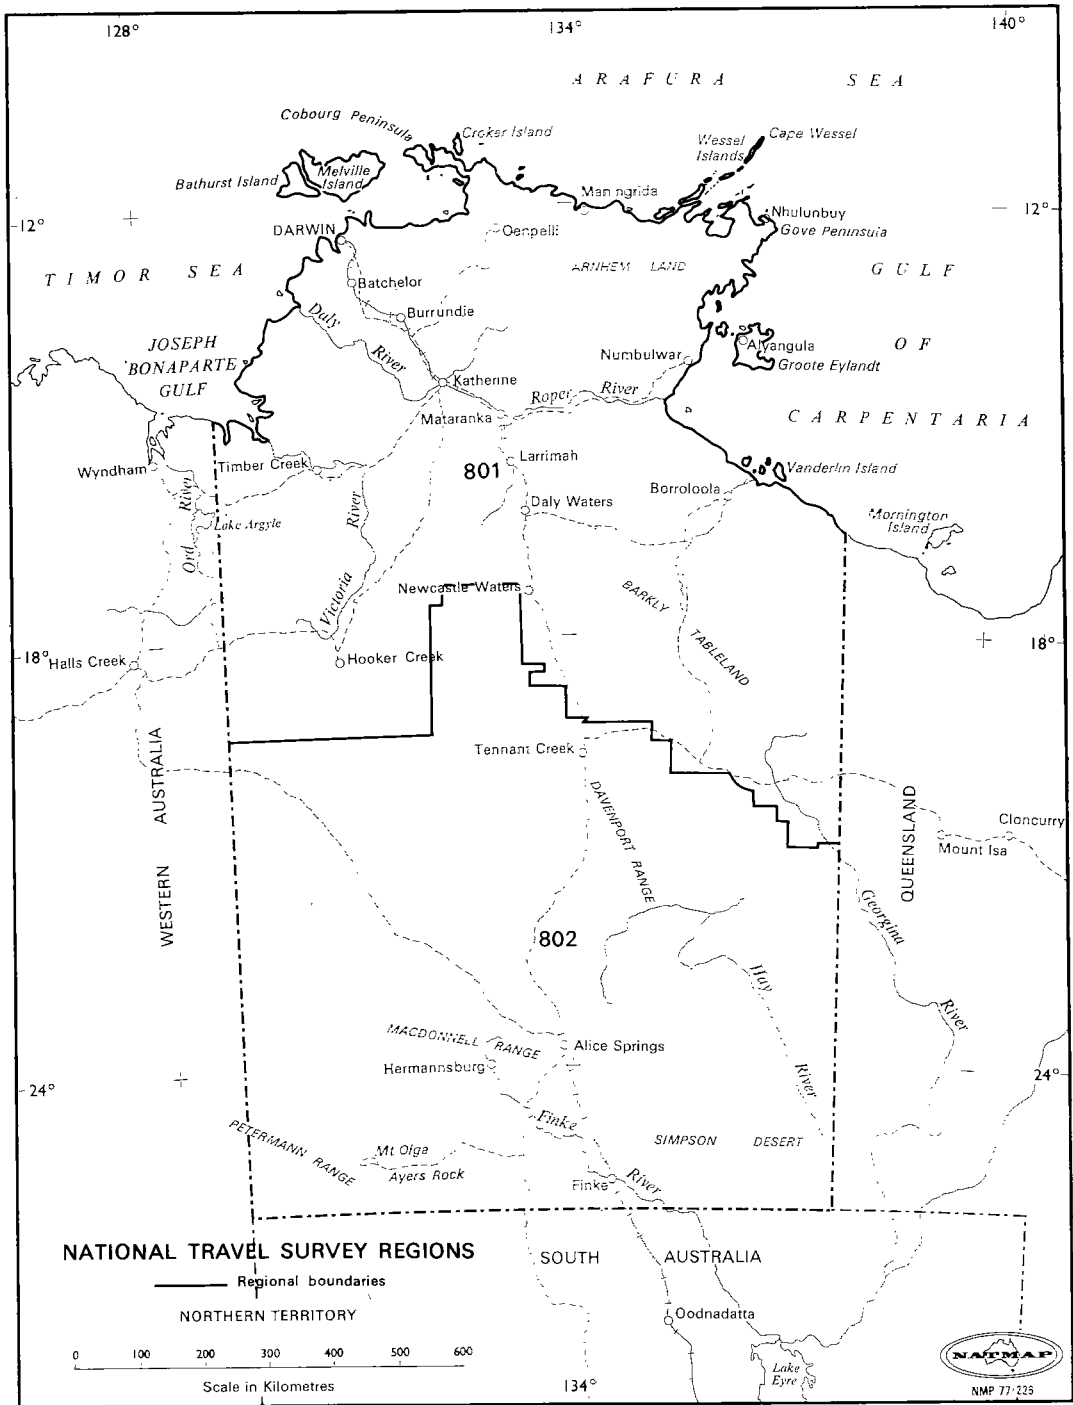 128°
134°
140°
ARAFURA SEA
Cobourg Peninsula
Croker Island
Wessel
Islands
Cape Wessel
Melville
Island
Bathurst Island
Maningrida
12°
12°
DARWIN
Oenpelli
Nhulunbuy
Gove Peninsula
TIMOR SEA
Batchelor
ARNHEM LAND
GULF
Daly
Burrundie
River
JOSEPH
BONAPARTE
GULF
Numbulwar
Alyangula
OF
Groote Eylandt
Katherine
Roper River
Mataranka
CARPENTARIA
Wyndham
Timber Creek
801
Larrimah
Vanderlin Island
River
Borroloola
Daly Waters
River
Lake Argyle
Mornington
Island
Ord
Victoria
Newcastle Waters
BARKLY
TABLELAND
18°
Halls Creek
Hooker Creek
18°
WESTERN AUSTRALIA
Tennant Creek
DAVENPORT RANGE
QUEENSLAND
Cloncurry
Mount Isa
Georgina
River
802
Hay
River
MACDONNELL RANGE
Alice Springs
Hermannsburg
24°
24°
Finke
PETERMANN RANGE
Mt Olga
Ayers Rock
SIMPSON DESERT
Finke
River
NATIONAL TRAVEL SURVEY REGIONS
Regional boundaries
NORTHERN TERRITORY
SOUTH AUSTRALIA
Oodnadatta
0 100 200 300 400 500 600
Scale in Kilometres
134°
Lake
Eyre
NATMAP
NMP 77·226